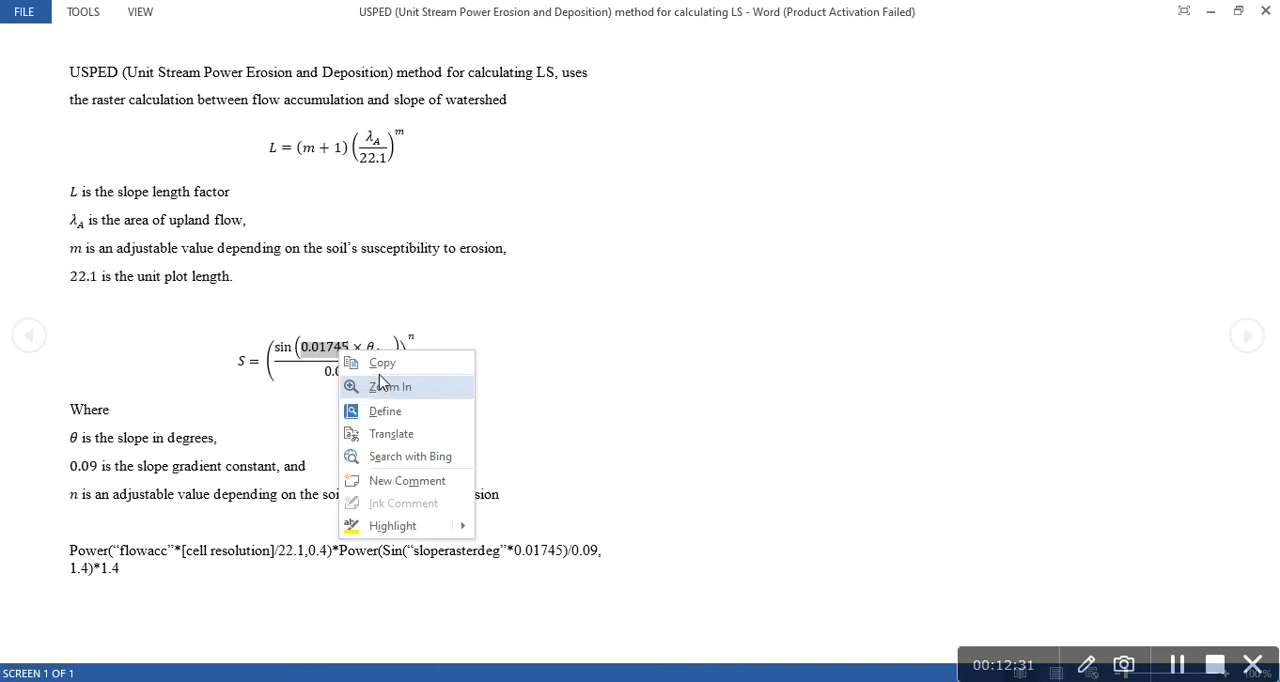 FILE TOOLS VIEW USPED (Unit Stream Power Erosion and Deposition) method for calculating LS - Word (Product Activation Failed)
USPED (Unit Stream Power Erosion and Deposition) method for calculating LS, uses
the raster calculation between flow accumulation and slope of watershed
L = (m + 1) (λ_A / 22.1)^m
L is the slope length factor
λ_A is the area of upland flow,
m is an adjustable value depending on the soil's susceptibility to erosion,
22.1 is the unit plot length.
S = (sin (0.01745 × θ )/ 0.0 )^n
Copy
Zoom In
Where
Define
θ is the slope in degrees,
Translate
Search with Bing
0.09 is the slope gradient constant, and
New Comment
n is an adjustable value depending on the soi sion
Ink Comment
Highlight
Power("flowacc"*[cell resolution]/22.1,0.4)*Power(Sin("sloperasterdeg"*0.01745)/0.09,
1.4)*1.4
00:12:31
SCREEN 1 OF 1 100 %